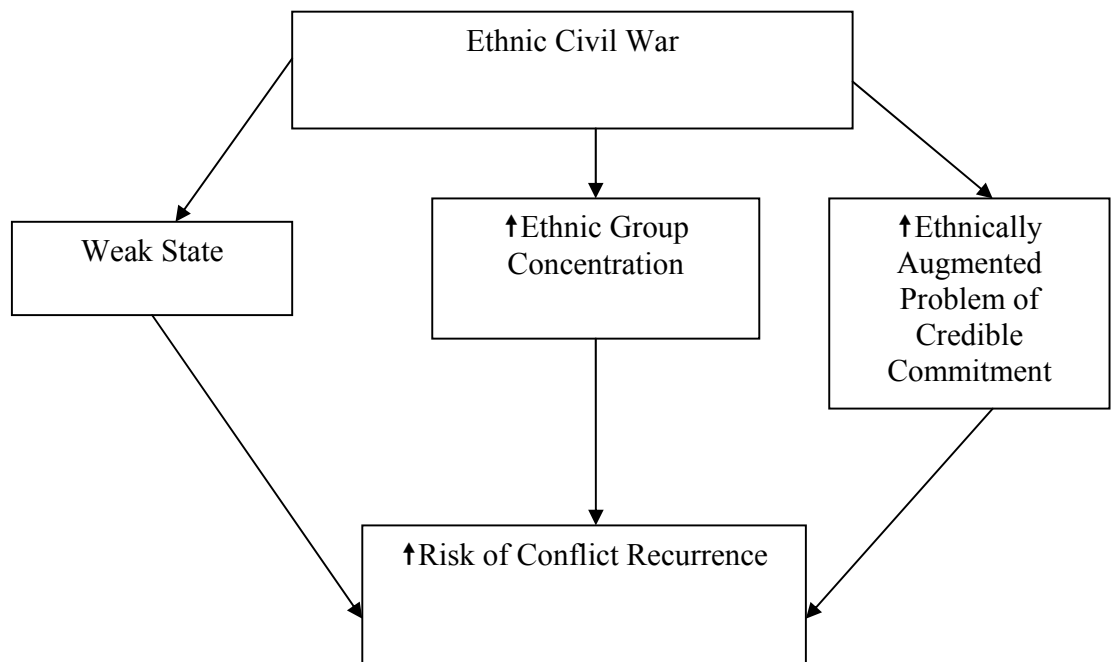 Ethnic Civil War
Weak State
↑Ethnic Group
Concentration
↑Ethnically
Augmented
Problem of
Credible
Commitment
↑Risk of Conflict Recurrence